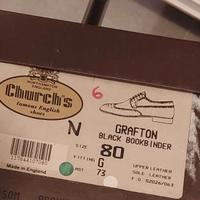 Church's
famous English
shoes
6
GRAFTON
BLACK BOOKBINDER
N
SIZE
80
FITTING
G
LAST
73
UPPER LEATHER
SOLE LEATHER
Made in England